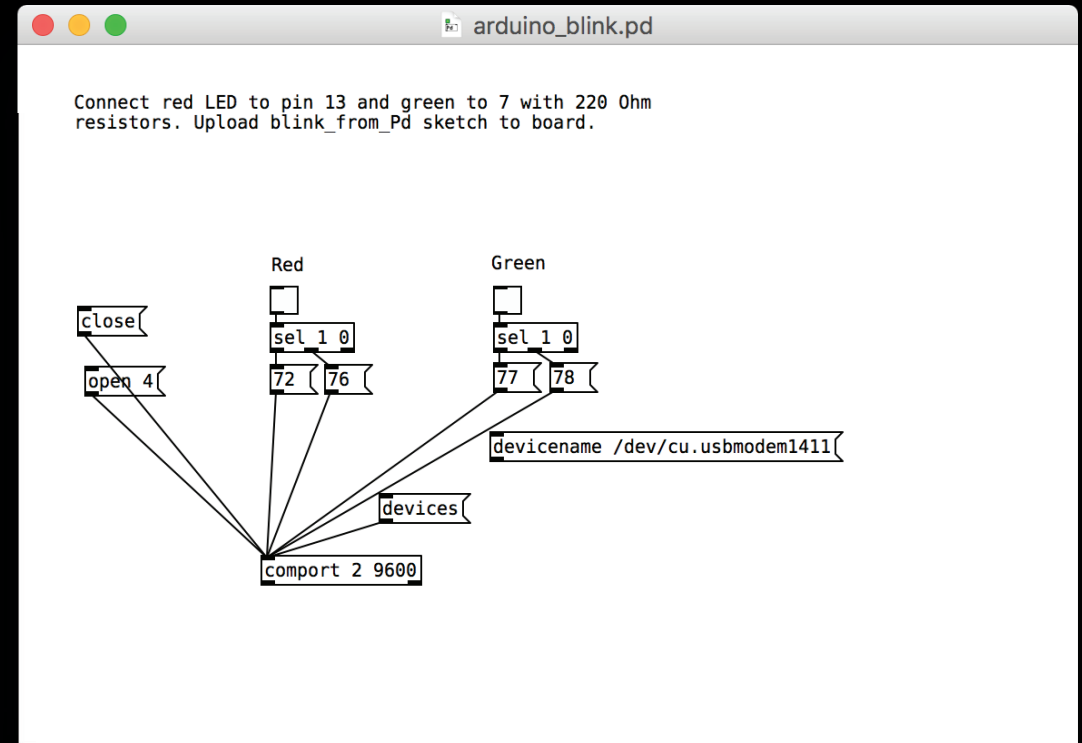 arduino_blink.pd
Connect red LED to pin 13 and green to 7 with 220 Ohm
resistors. Upload blink_from_Pd sketch to board.
Red
Green
close
sel 1 0
sel 1 0
open 4
72
76
77
78
devicename /dev/cu.usbmodem1411
devices
comport 2 9600